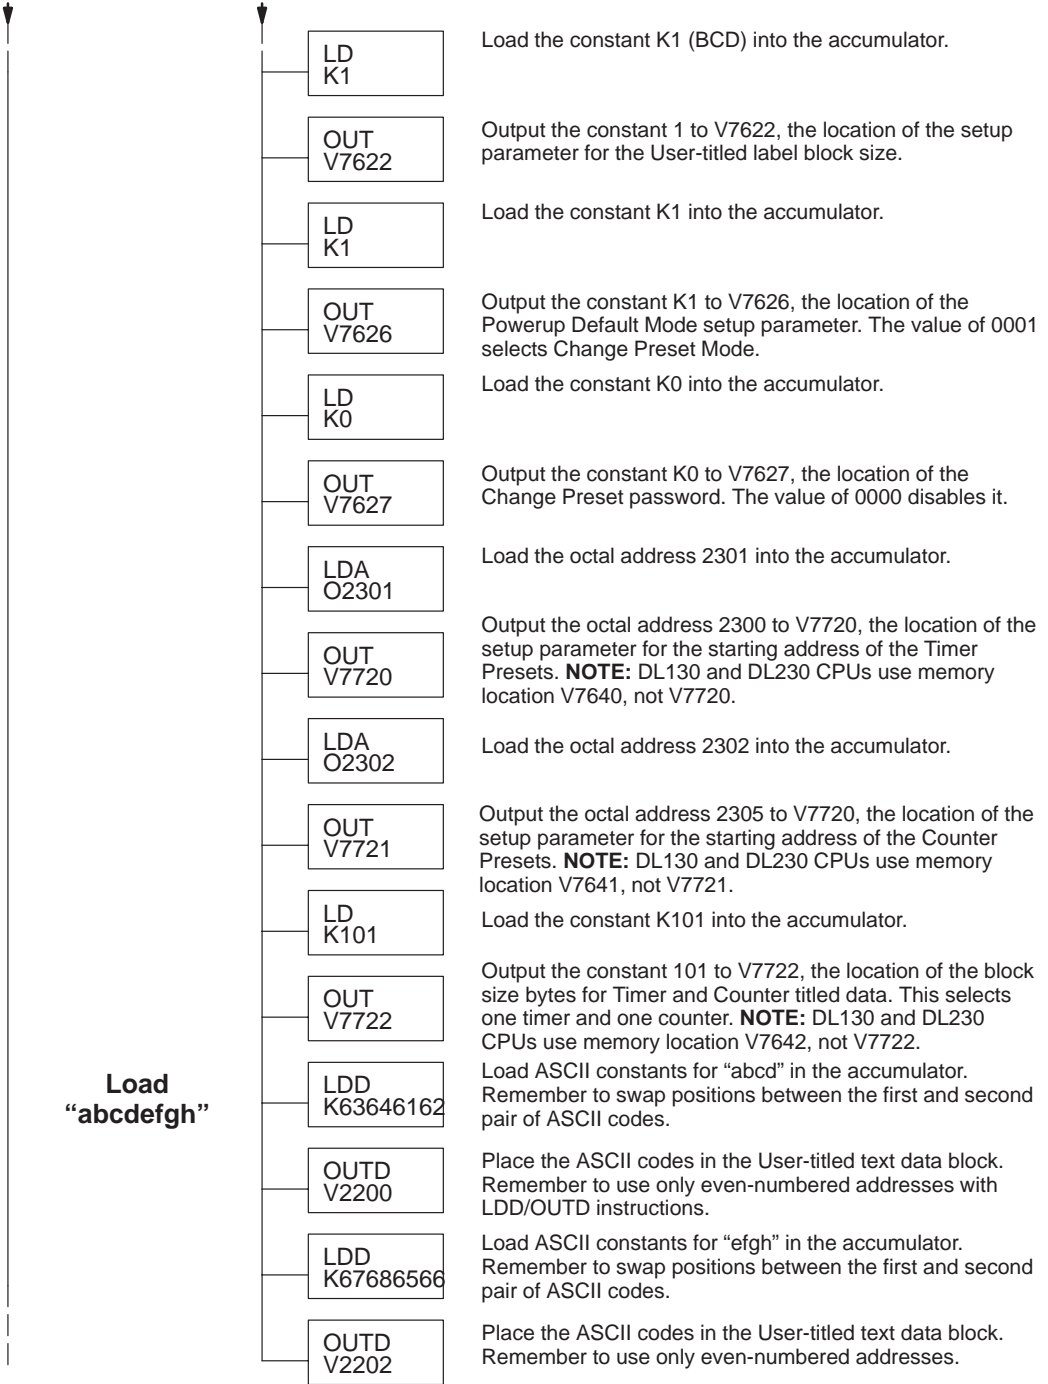 LD
K1
Load the constant K1 (BCD) into the accumulator.
OUT
V7622
Output the constant 1 to V7622, the location of the setup
parameter for the User-titled label block size.
LD
K1
Load the constant K1 into the accumulator.
OUT
V7626
Output the constant K1 to V7626, the location of the
Powerup Default Mode setup parameter. The value of 0001
selects Change Preset Mode.
LD
K0
Load the constant K0 into the accumulator.
OUT
V7627
Output the constant K0 to V7627, the location of the
Change Preset password. The value of 0000 disables it.
LDA
O2301
Load the octal address 2301 into the accumulator.
OUT
V7720
Output the octal address 2300 to V7720, the location of the
setup parameter for the starting address of the Timer
Presets. NOTE: DL130 and DL230 CPUs use memory
location V7640, not V7720.
LDA
O2302
Load the octal address 2302 into the accumulator.
OUT
V7721
Output the octal address 2305 to V7720, the location of the
setup parameter for the starting address of the Counter
Presets. NOTE: DL130 and DL230 CPUs use memory
location V7641, not V7721.
LD
K101
Load the constant K101 into the accumulator.
OUT
V7722
Output the constant 101 to V7722, the location of the block
size bytes for Timer and Counter titled data. This selects
one timer and one counter. NOTE: DL130 and DL230
CPUs use memory location V7642, not V7722.
Load
“abcdefgh”
LDD
K63646162
Load ASCII constants for “abcd” in the accumulator.
Remember to swap positions between the first and second
pair of ASCII codes.
OUTD
V2200
Place the ASCII codes in the User-titled text data block.
Remember to use only even-numbered addresses with
LDD/OUTD instructions.
LDD
K67686566
Load ASCII constants for “efgh” in the accumulator.
Remember to swap positions between the first and second
pair of ASCII codes.
OUTD
V2202
Place the ASCII codes in the User-titled text data block.
Remember to use only even-numbered addresses.